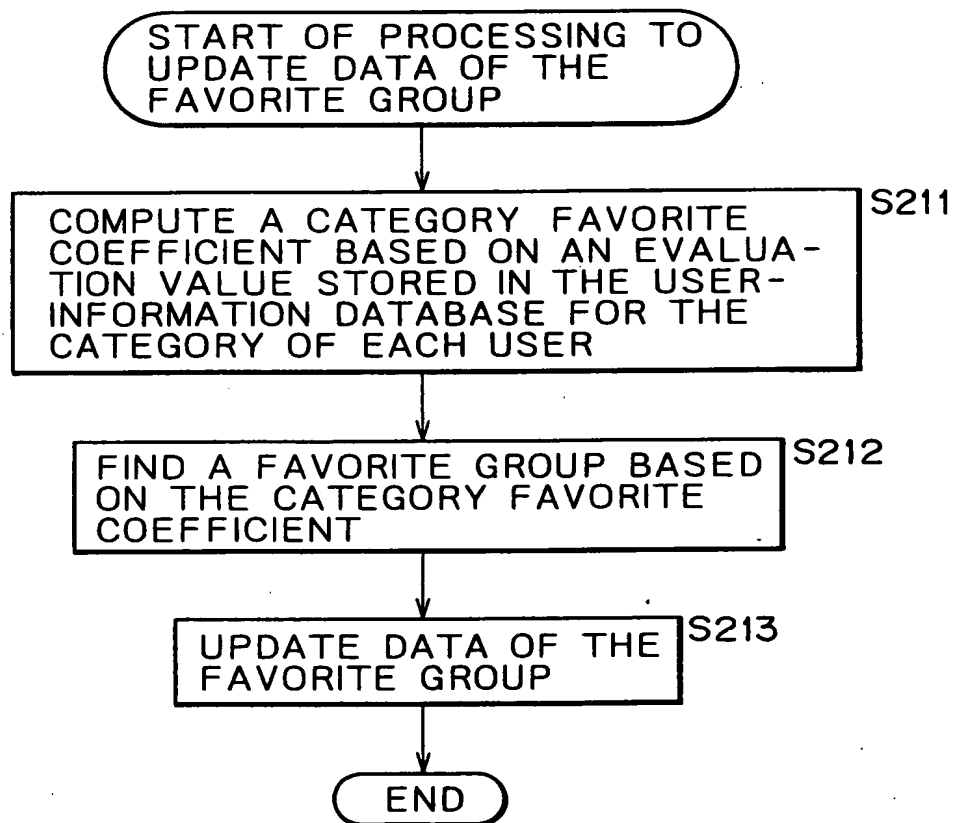 START OF PROCESSING TO
UPDATE DATA OF THE
FAVORITE GROUP
S211
COMPUTE A CATEGORY FAVORITE
COEFFICIENT BASED ON AN EVALUA-
TION VALUE STORED IN THE USER-
INFORMATION DATABASE FOR THE
CATEGORY OF EACH USER
S212
FIND A FAVORITE GROUP BASED
ON THE CATEGORY FAVORITE
COEFFICIENT
S213
UPDATE DATA OF THE
FAVORITE GROUP
END